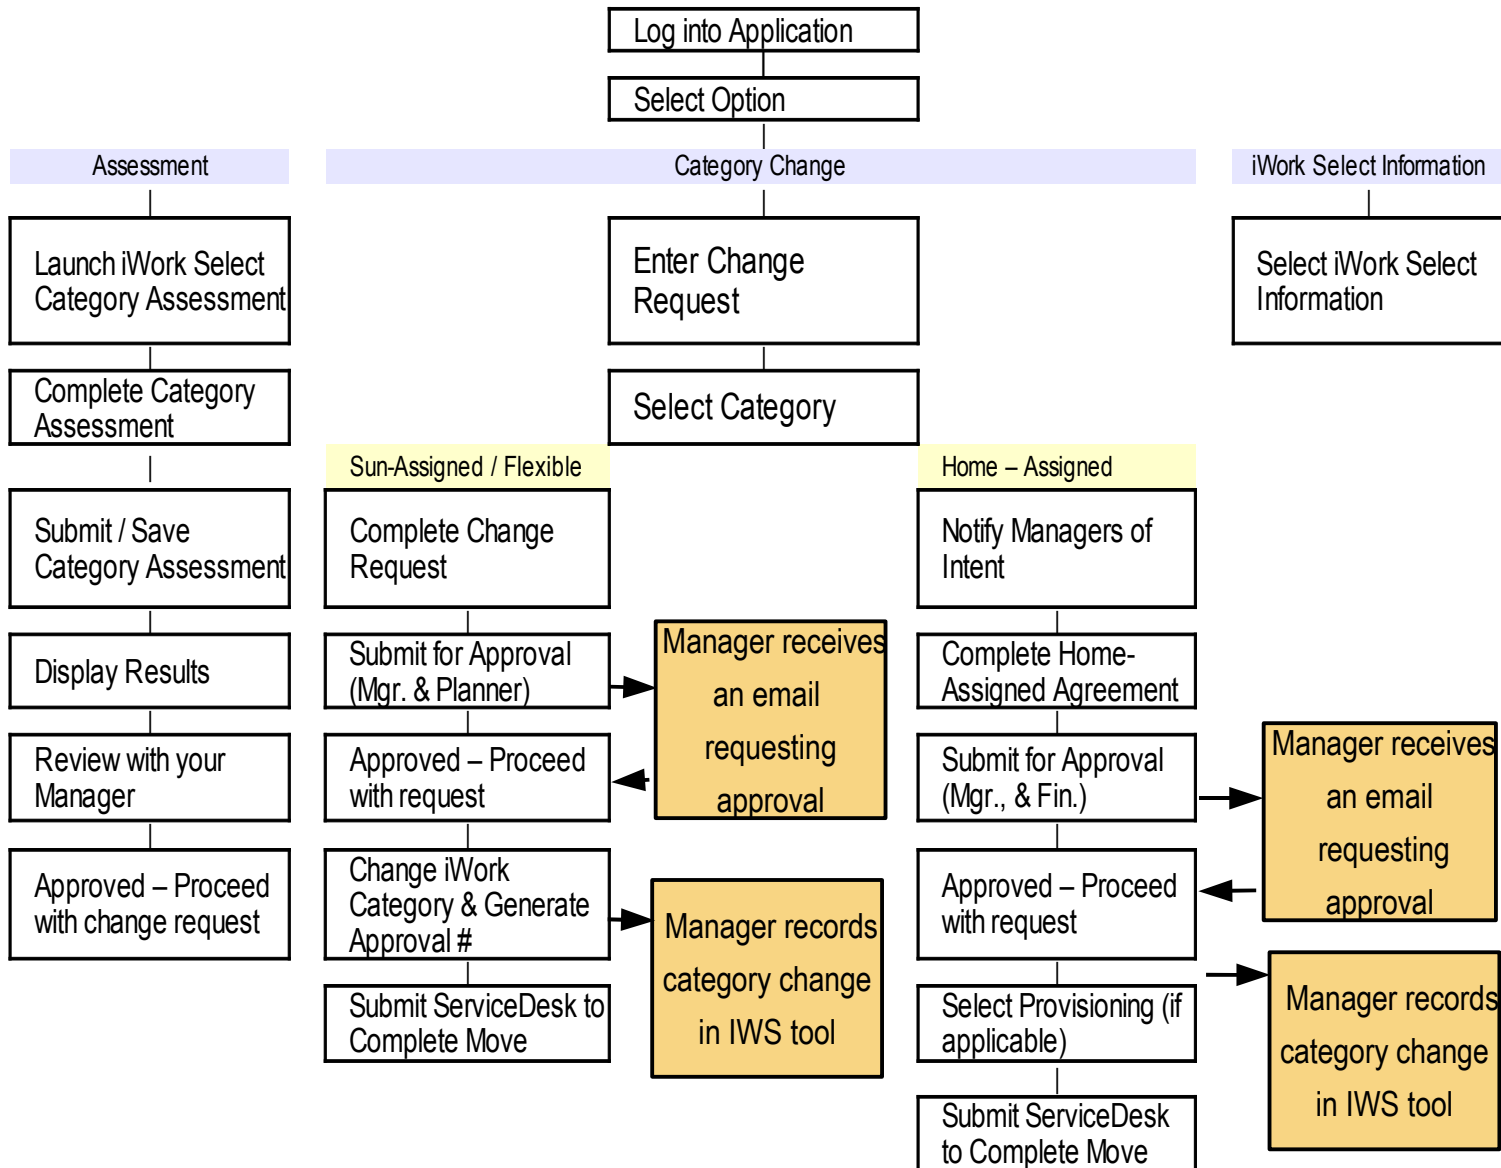 Log into Application
Select Option
Assessment
Category Change
iWork Select Information
Launch iWork Select
Category Assessment
Enter Change
Request
Select iWork Select
Information
Complete Category
Assessment
Select Category
Sun-Assigned / Flexible
Home – Assigned
Submit / Save
Category Assessment
Complete Change
Request
Notify Managers of
Intent
Display Results
Submit for Approval
(Mgr. & Planner)
Manager receives
an email
requesting
approval
Complete Home-
Assigned Agreement
Review with your
Manager
Approved – Proceed
with request
Submit for Approval
(Mgr., & Fin.)
Manager receives
an email
requesting
approval
Approved – Proceed
with change request
Change iWork
Category & Generate
Approval #
Manager records
category change
in IWS tool
Approved – Proceed
with request
Submit ServiceDesk to
Complete Move
Select Provisioning (if
applicable)
Manager records
category change
in IWS tool
Submit ServiceDesk
to Complete Move